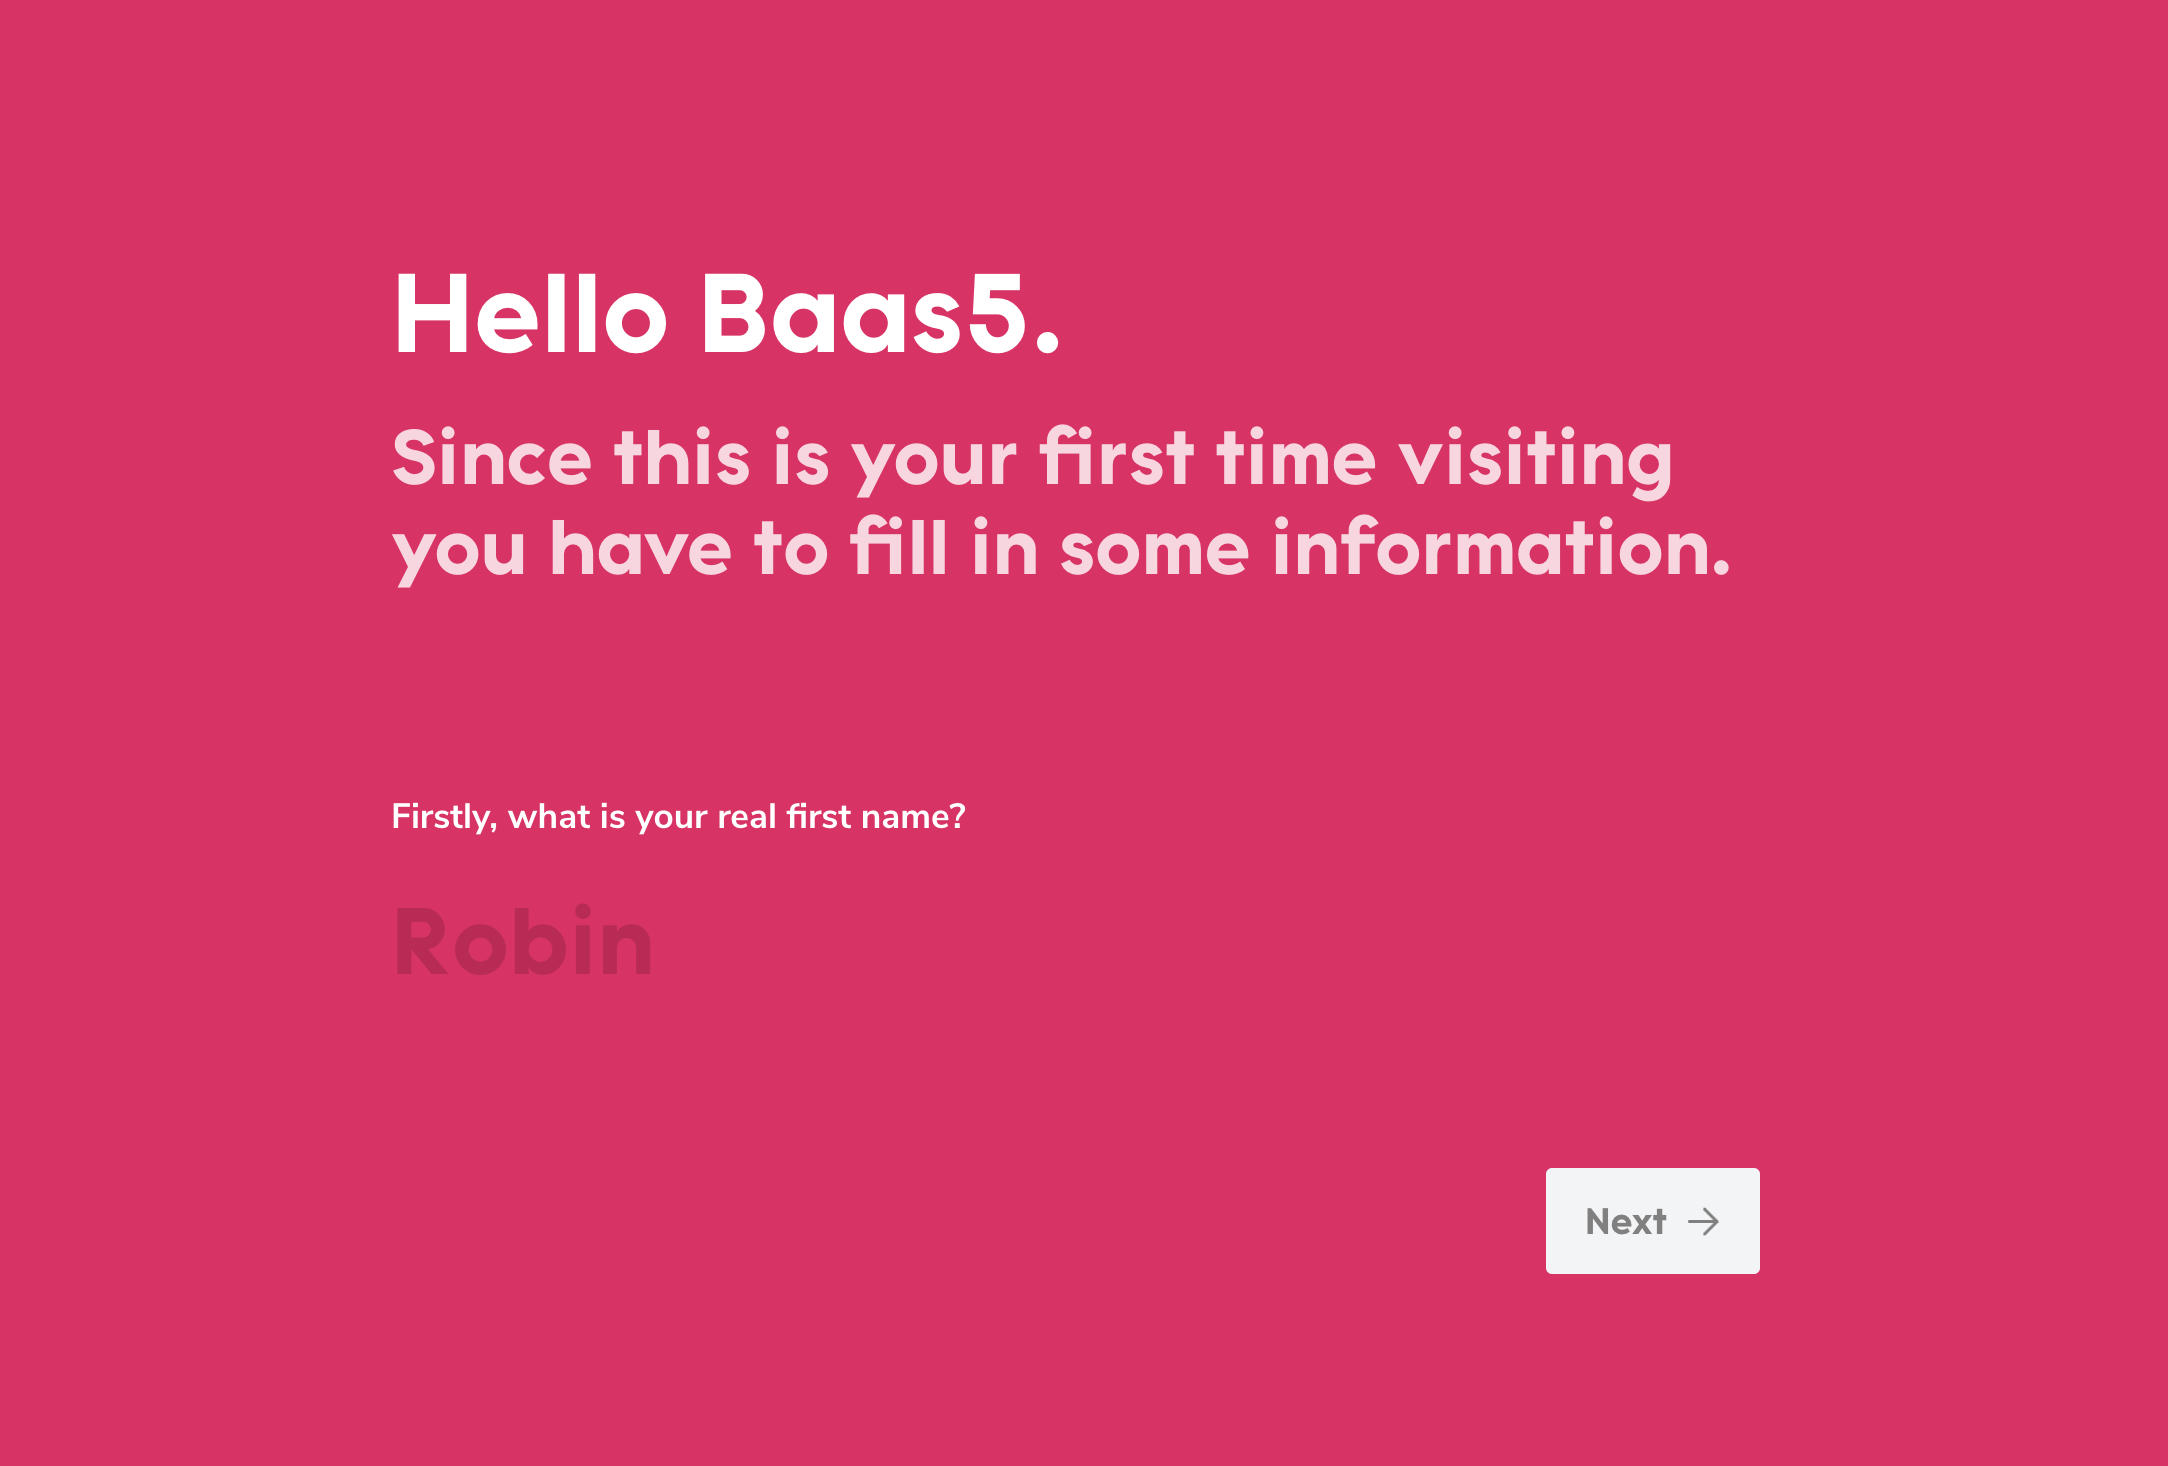 Hello Baas5.
Since this is your first time visiting
you have to fill in some information.
Firstly, what is your real first name?
Robin
Next